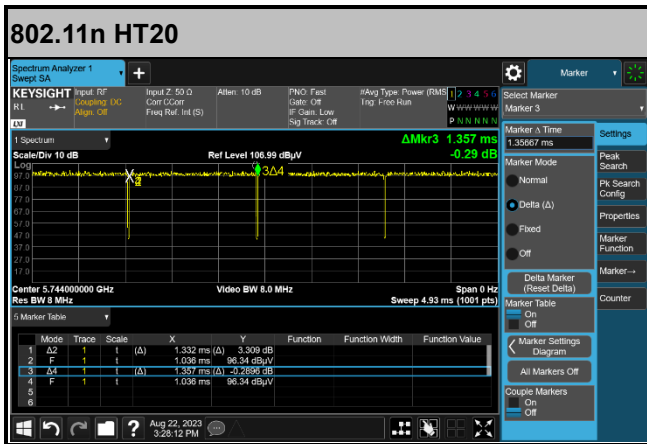 802.11n HT20
Spectrum Analyzer 1
Swept SA
+
Marker
KEYSIGHT
RL
LXI
Input: RF
Coupling: DC
Align: Off
Input Z: 50 Ω
Corr CCorr
Freq Ref: Int (S)
Atten: 10 dB
PNO: Fast
Gate: Off
IF Gain: Low
Sig Track: Off
#Avg Type: Power (RMS
Trig: Free Run
1 2 3 4 5 6
W W W W W W
P N N N N N
Select Marker
Marker 3
1 Spectrum
ΔMkr3 1.357 ms
-0.29 dB
Scale/Div 10 dB
Ref Level 106.99 dBµV
Log
97.0
87.0
77.0
67.0
57.0
47.0
37.0
27.0
17.0
3Δ4
Center 5.744000000 GHz
Res BW 8 MHz
Video BW 8.0 MHz
Span 0 Hz
Sweep 4.93 ms (1001 pts)
Marker Δ Time
1.35667 ms
Marker Mode
Normal
Delta (Δ)
Fixed
Off
Delta Marker
(Reset Delta)
Marker Table
On
Off
Marker Settings
Diagram
All Markers Off
Couple Markers
On
Off
Settings
Peak
Search
Pk Search
Config
Properties
Marker
Function
Marker→
Counter
5 Marker Table
Mode Trace Scale X Y Function Function Width Function Value
1 Δ2 1 t (Δ) 1.332 ms (Δ) 3.309 dB
2 F 1 t 1.036 ms 96.34 dBµV
3 Δ4 1 t (Δ) 1.357 ms (Δ) -0.2896 dB
4 F 1 t 1.036 ms 96.34 dBµV
5
6
?
Aug 22, 2023
3:28:12 PM